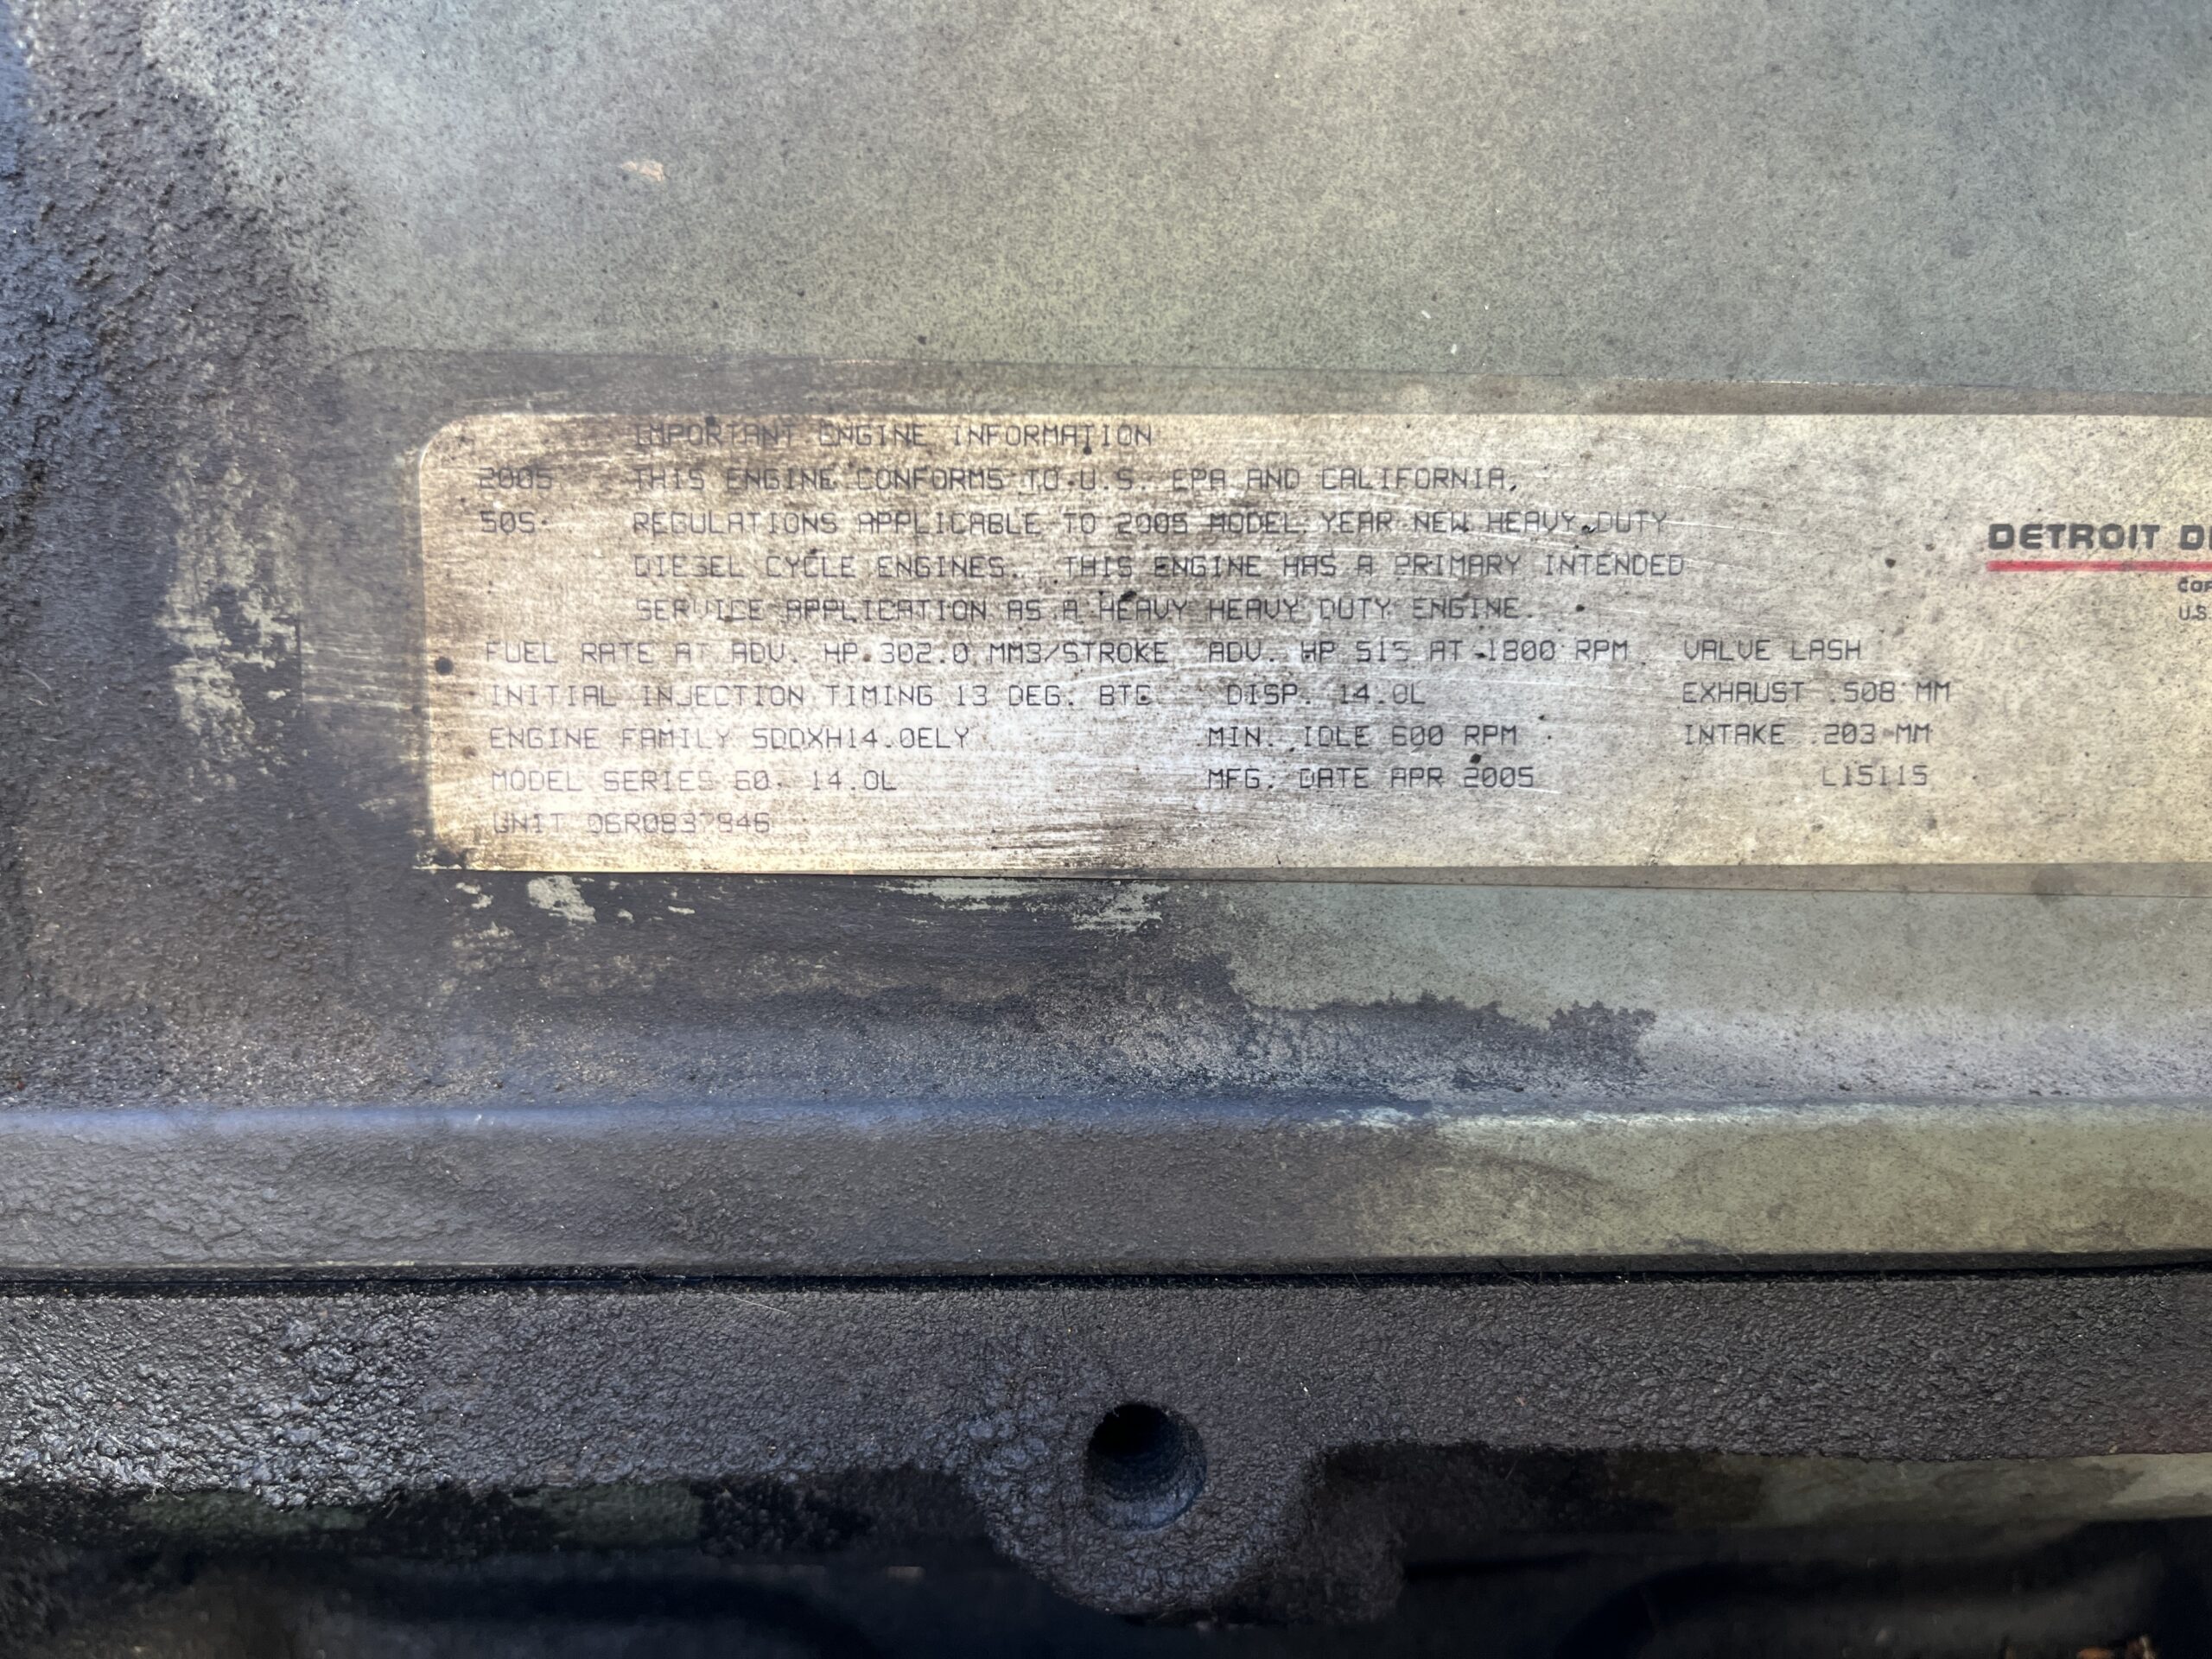 IMPORTANT ENGINE INFORMATION
2005 THIS ENGINE CONFORMS TO U.S. EPA AND CALIFORNIA,
505 REGULATIONS APPLICABLE TO 2005 MODEL YEAR NEW HEAVY DUTY
DIESEL CYCLE ENGINES. THIS ENGINE HAS A PRIMARY INTENDED
SERVICE APPLICATION AS A HEAVY HEAVY DUTY ENGINE.
FUEL RATE AT ADV. HP 302.0 MM3/STROKE ADV. HP 515 AT 1800 RPM VALVE LASH
INITIAL INJECTION TIMING 13 DEG. BTC DISP. 14.0L EXHAUST .508 MM
ENGINE FAMILY 5DDXH14.0ELY MIN. IDLE 600 RPM INTAKE .203 MM
MODEL SERIES 60 14.0L MFG. DATE APR 2005 L15115
UNIT 06R0837846
DETROIT